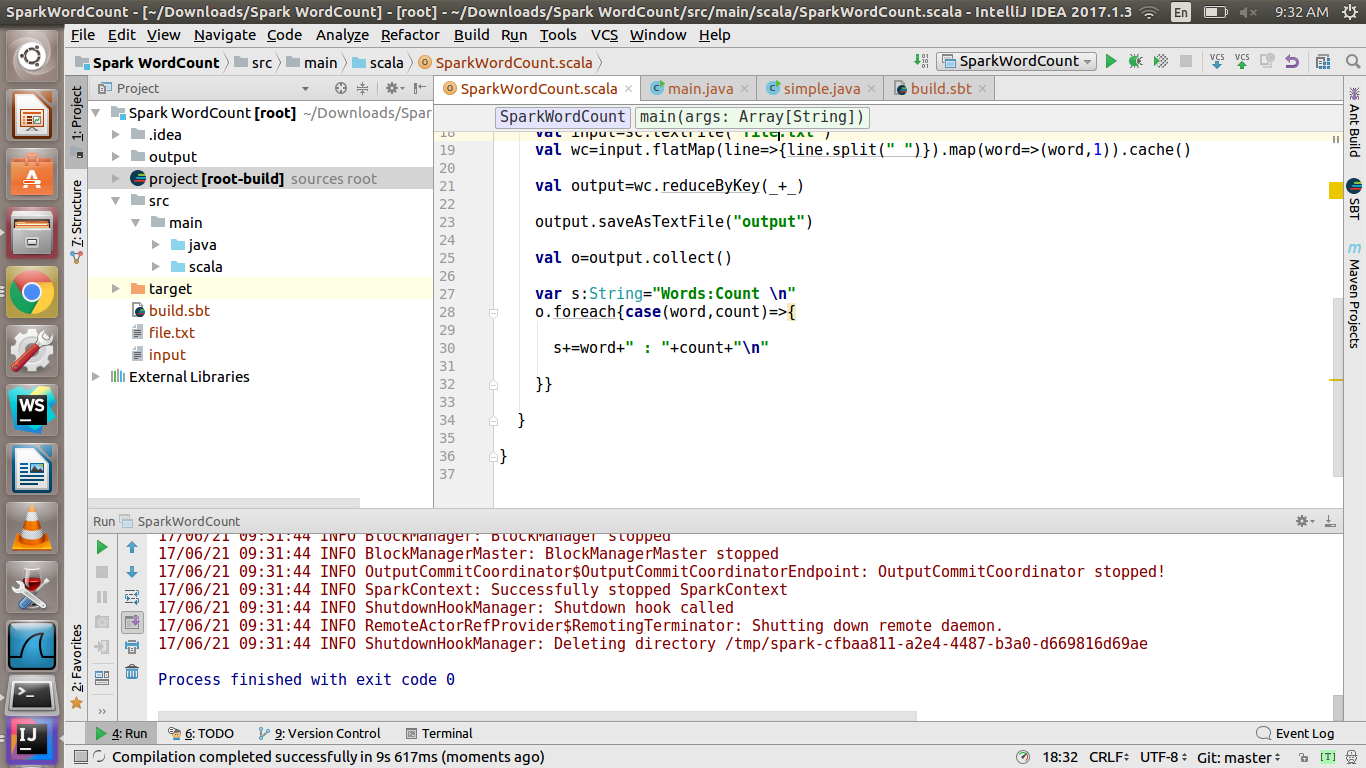 SparkWordCount - [~/Downloads/Spark WordCount] - [root] - ~/Downloads/Spark WordCount/src/main/scala/SparkWordCount.scala - IntelliJ IDEA 2017.1.3 En 9:32 AM
File Edit View Navigate Code Analyze Refactor Build Run Tools VCS Window Help
Spark WordCount src main scala SparkWordCount.scala SparkWordCount VCS VCS
1: Project
7: Structure
2: Favorites
Project
Spark WordCount [root] ~/Downloads/Spar
.idea
output
project [root-build] sources root
src
main
java
scala
target
build.sbt
file.txt
input
External Libraries
SparkWordCount.scala main.java simple.java build.sbt
SparkWordCount main(args: Array[String])
18 val input=sc.textFile("file.txt")
19 val wc=input.flatMap(line=>{line.split(" ")}).map(word=>(word,1)).cache()
20
21 val output=wc.reduceByKey(_+_)
22
23 output.saveAsTextFile("output")
24
25 val o=output.collect()
26
27 var s:String="Words:Count \n"
28 o.foreach{case(word,count)=>{
29
30 s+=word+" : "+count+"\n"
31
32 }}
33
34 }
35
36 }
37
Ant Build
SBT
m
Maven Projects
WS
IJ
Run SparkWordCount
17/06/21 09:31:44 INFO BlockManager: BlockManager stopped
17/06/21 09:31:44 INFO BlockManagerMaster: BlockManagerMaster stopped
17/06/21 09:31:44 INFO OutputCommitCoordinator$OutputCommitCoordinatorEndpoint: OutputCommitCoordinator stopped!
17/06/21 09:31:44 INFO SparkContext: Successfully stopped SparkContext
17/06/21 09:31:44 INFO ShutdownHookManager: Shutdown hook called
17/06/21 09:31:44 INFO RemoteActorRefProvider$RemotingTerminator: Shutting down remote daemon.
17/06/21 09:31:44 INFO ShutdownHookManager: Deleting directory /tmp/spark-cfbaa811-a2e4-4487-b3a0-d669816d69ae
Process finished with exit code 0
4: Run 6: TODO 9: Version Control Terminal Event Log
Compilation completed successfully in 9s 617ms (moments ago) 18:32 CRLF UTF-8 Git: master [T]